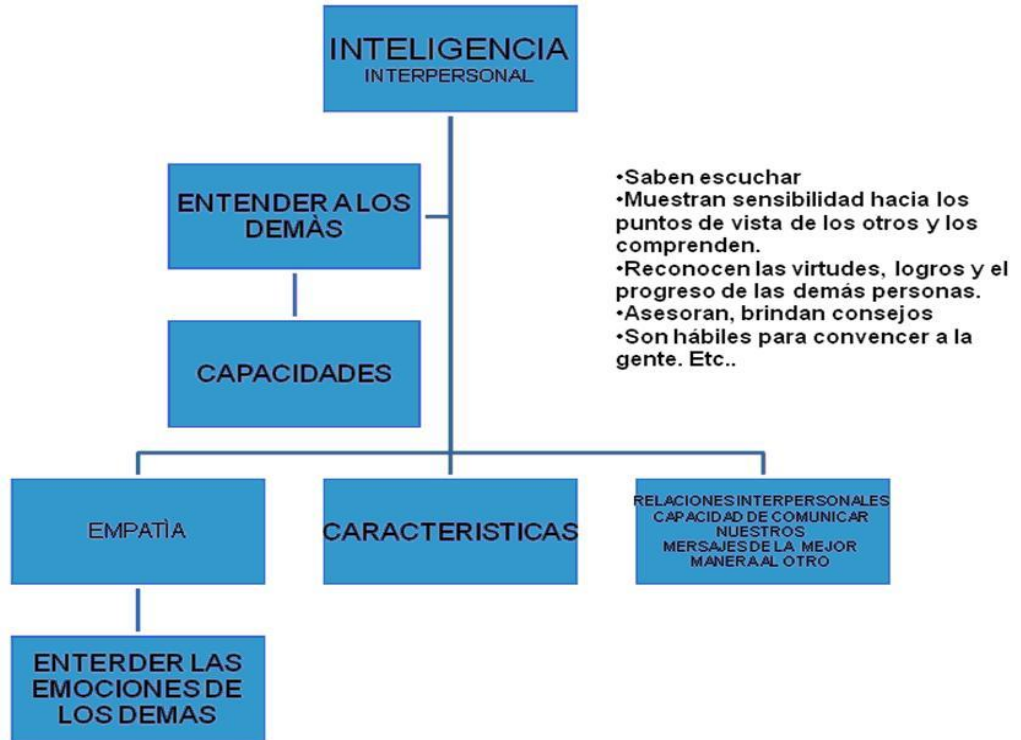 INTELIGENCIA
INTERPERSONAL
ENTENDER A LOS
DEMÀS
CAPACIDADES
•Saben escuchar
•Muestran sensibilidad hacia los
puntos de vista de los otros y los
comprenden.
•Reconocen las virtudes, logros y el
progreso de las demás personas.
•Asesoran, brindan consejos
•Son hábiles para convencer a la
gente. Etc..
EMPATÌA
CARACTERISTICAS
RELACIONES INTERPERSONALES
CAPACIDAD DE COMUNICAR
NUESTROS
MERSAJES DE LA MEJOR
MANERA AL OTRO
ENTERDER LAS
EMOCIONES DE
LOS DEMAS